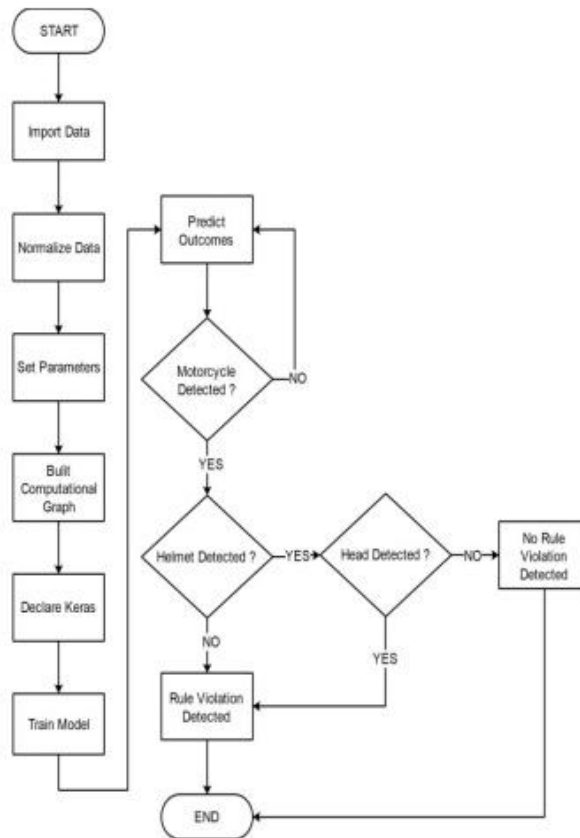 START
Import Data
Normalize Data
Set Parameters
Bulit
Computational
Graph
Declare Keras
Train Model
Predict
Outcomes
Motorcycle
Detected ?
NO
YES
Helmet Detected ?
YES
Head Detected ?
NO
No Rule
Violation
Detected
NO
YES
Rule Violation
Detected
END